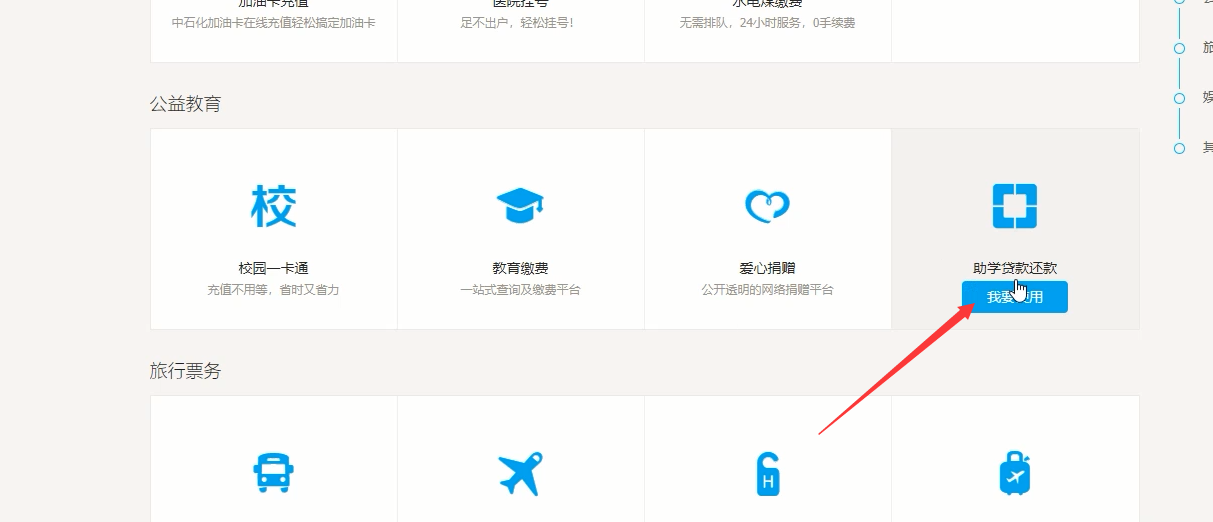 加油卡充值
医院挂号
水电煤缴费
中石化加油卡在线充值轻松搞定加油卡
足不出户，轻松挂号!
无需排队，24小时服务，0手续费
公益教育
校
校园一卡通
充值不用等，省时又省力
教育缴费
一站式查询及缴费平台
爱心捐赠
公开透明的网络捐赠平台
助学贷款还款
我要使用
旅行票务
H
旅
娱
其